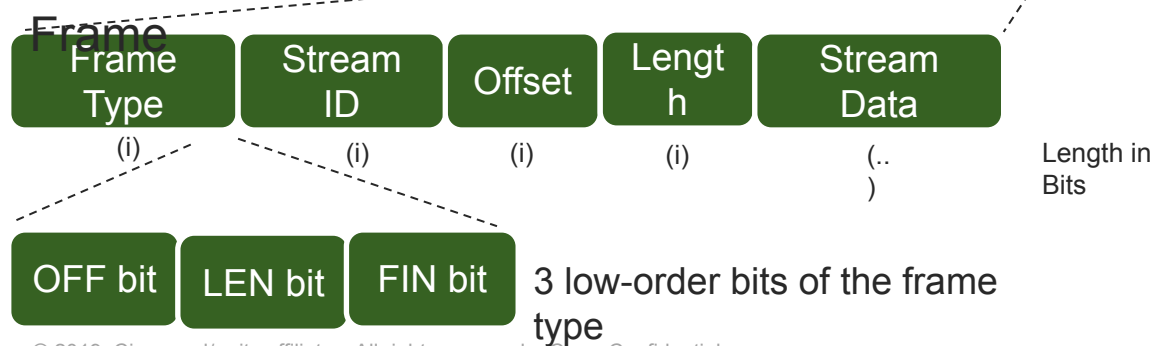 Frame
Frame
Type
Stream
ID
Offset
Lengt
h
Stream
Data
(i)
(i)
(i)
(i)
(..
)
Length in
Bits
OFF bit
LEN bit
FIN bit
3 low-order bits of the frame
type